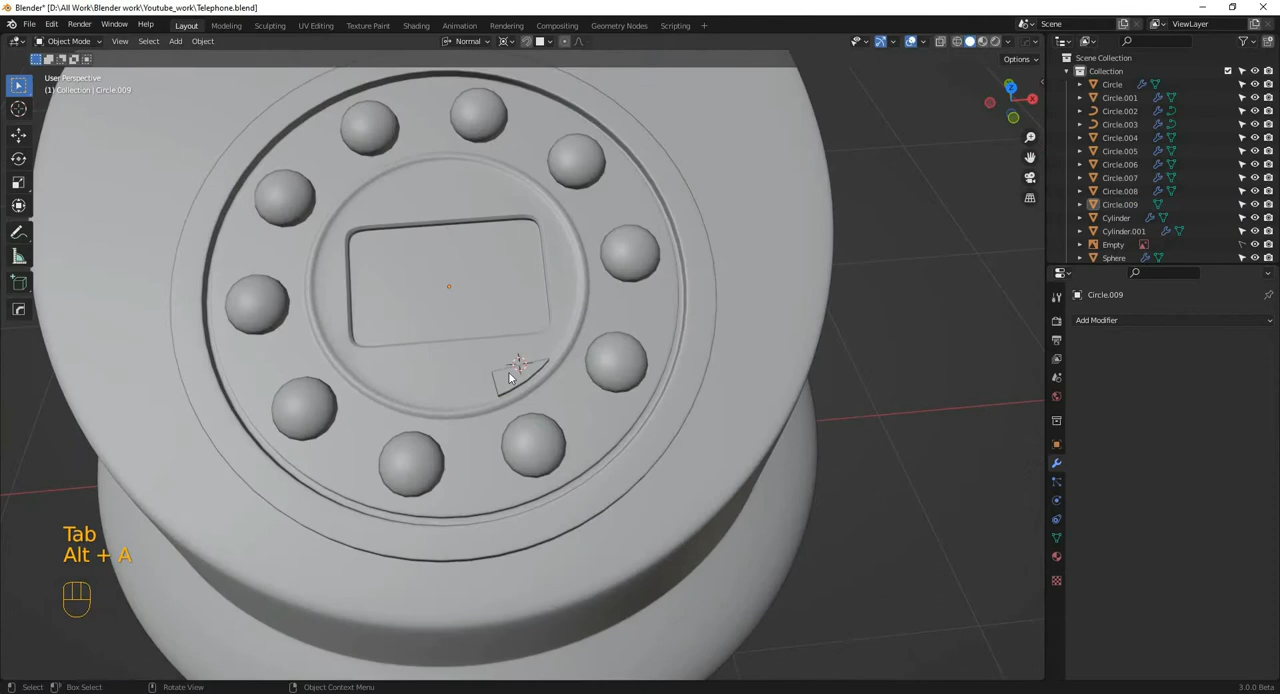 Blender* [D:\All Work\Blender work\Youtube_work\Telephone.blend]
File Edit Render Window Help Layout Modeling Sculpting UV Editing Texture Paint Shading Animation Rendering Compositing Geometry Nodes Scripting + Scene ViewLayer
Object Mode View Select Add Object Normal
Options
User Perspective
(1) Collection | Circle.009
X
Z
Scene Collection
Collection
Circle
Circle.001
Circle.002
Circle.003
Circle.004
Circle.005
Circle.006
Circle.007
Circle.008
Circle.009
Cylinder
Cylinder.001
Empty
Sphere
Circle.009
Add Modifier
Tab
Alt + A
Select Box Select Rotate View Object Context Menu 3.0.0 Beta